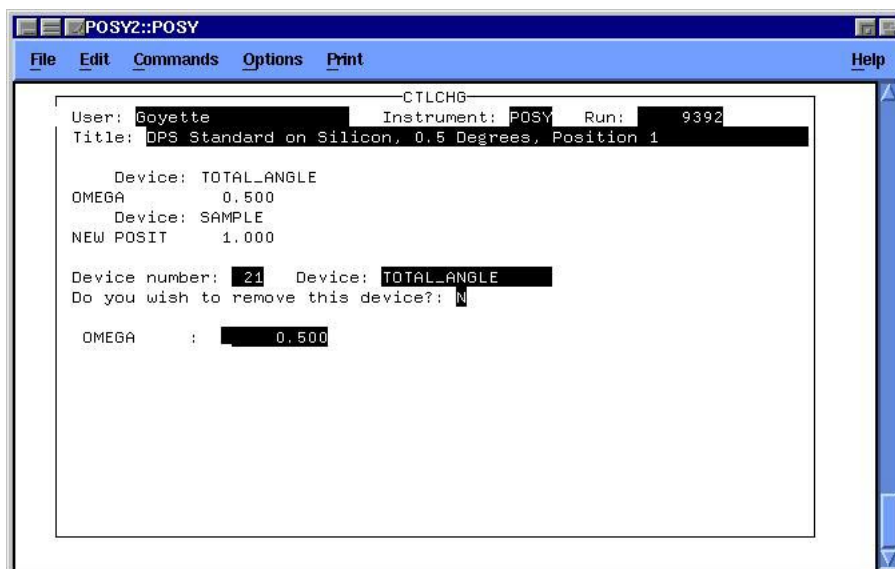 POSY2::POSY
File Edit Commands Options Print Help
CTLCHG
User: Goyette Instrument: POSY Run: 9392
Title: DPS Standard on Silicon, 0.5 Degrees, Position 1
Device: TOTAL_ANGLE
OMEGA 0.500
Device: SAMPLE
NEW POSIT 1.000
Device number: 21 Device: TOTAL_ANGLE
Do you wish to remove this device?: N
OMEGA : 0.500